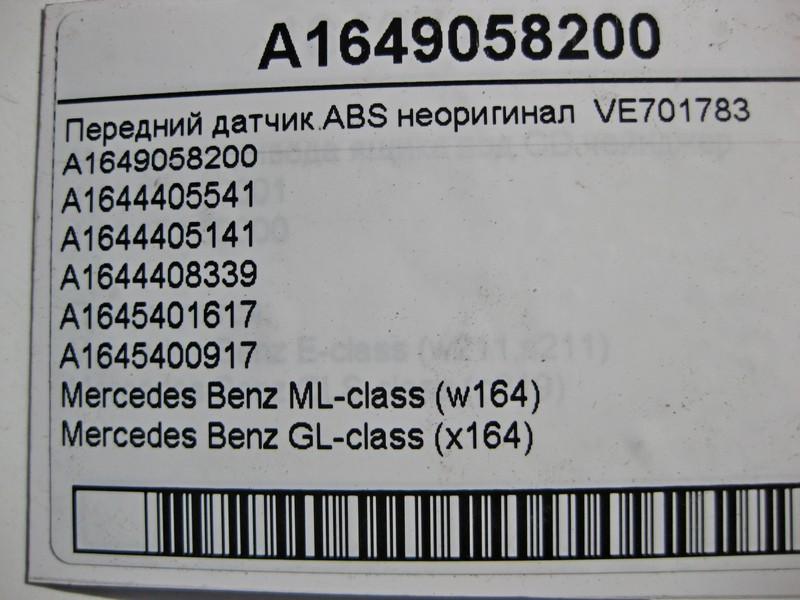 A1649058200
Передний датчик ABS неоригинал VE701783
A1649058200
A1644405541
A1644405141
A1644408339
A1645401617
A1645400917
Mercedes Benz ML-class (w164)
Mercedes Benz GL-class (x164)